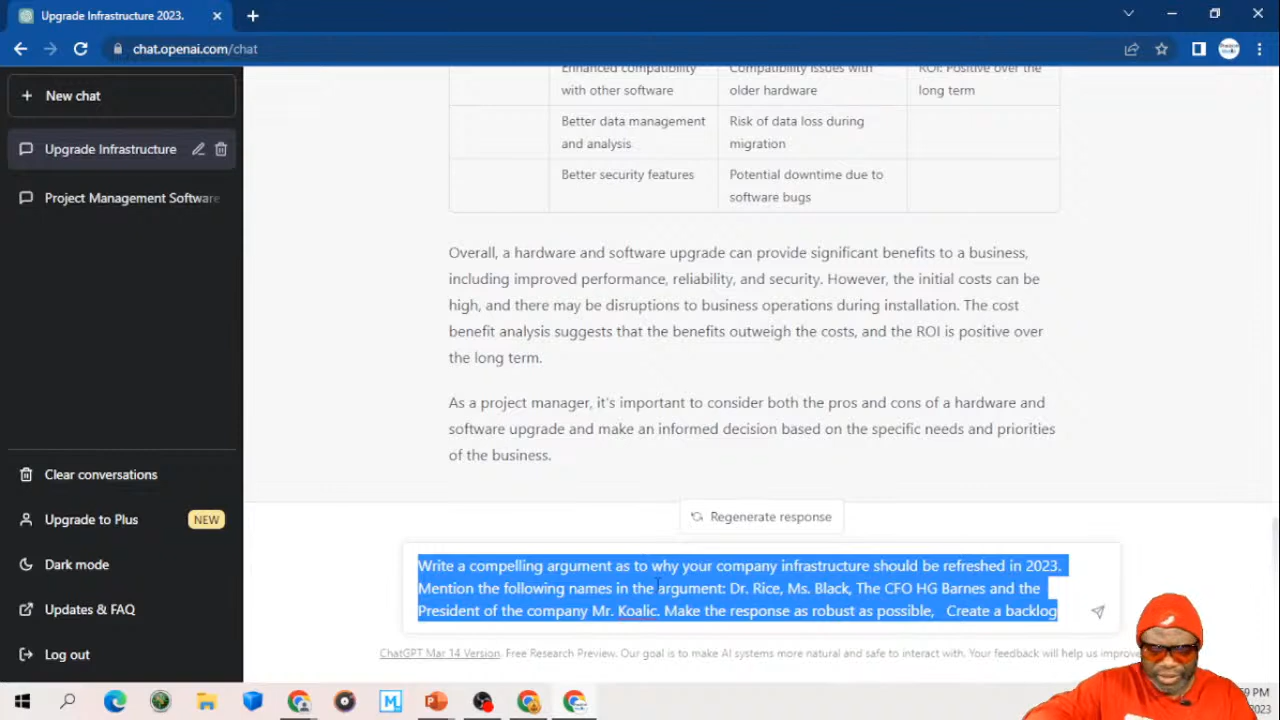 Upgrade Infrastructure 2023.
chat.openai.com/chat
New chat
Upgrade Infrastructure
Project Management Software
Clear conversations
Upgrade to Plus
NEW
Dark mode
Updates & FAQ
Log out
Enhanced compatibility
with other software
Compatibility issues with
older hardware
ROI: Positive over the
long term
Better data management
and analysis
Risk of data loss during
migration
Better security features
Potential downtime due to
software bugs
Overall, a hardware and software upgrade can provide significant benefits to a business,
including improved performance, reliability, and security. However, the initial costs can be
high, and there may be disruptions to business operations during installation. The cost
benefit analysis suggests that the benefits outweigh the costs, and the ROI is positive over
the long term.
As a project manager, it's important to consider both the pros and cons of a hardware and
software upgrade and make an informed decision based on the specific needs and priorities
of the business.
Regenerate response
Write a compelling argument as to why your company infrastructure should be refreshed in 2023.
Mention the following names in the argument: Dr. Rice, Ms. Black, The CFO HG Barnes and the
President of the company Mr. Koalic. Make the response as robust as possible,   Create a backlog
ChatGPT Mar 14 Version. Free Research Preview. Our goal is to make AI systems more natural and safe to interact with. Your feedback will help us